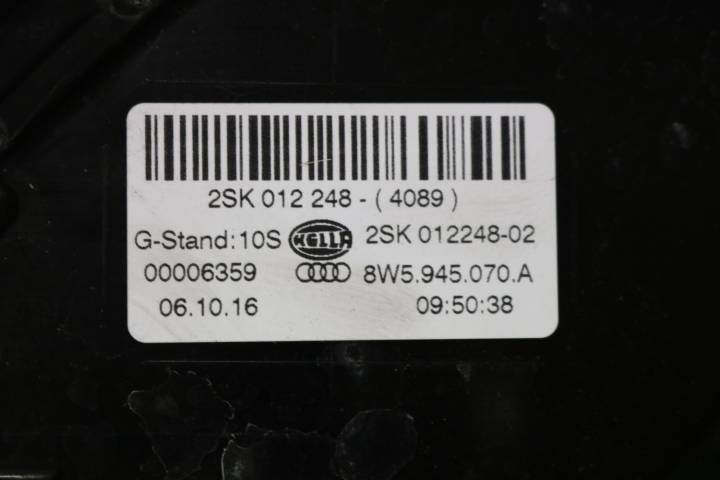 2SK 012 248 - ( 4089 )
G-Stand:10S HELLA 2SK 012248-02
00006359 8W5.945.070.A
06.10.16 09:50:38